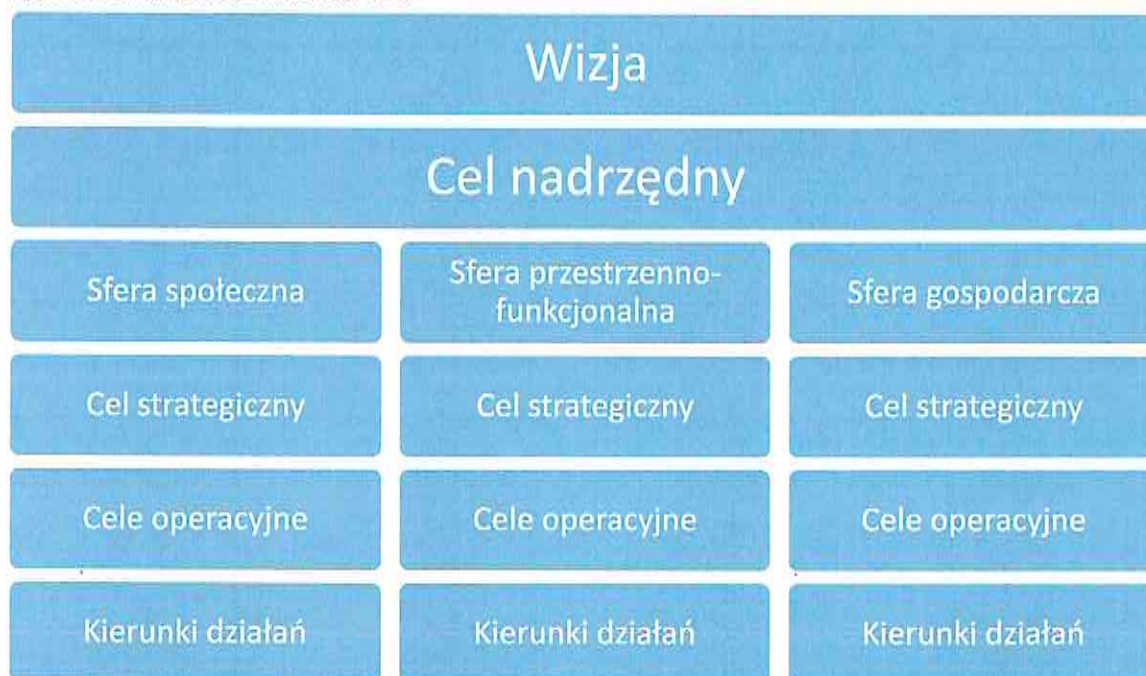 Wizja
Cel nadrzędny
Sfera społeczna
Sfera przestrzenno-
funkcjonalna
Sfera gospodarcza
Cel strategiczny
Cel strategiczny
Cel strategiczny
Cele operacyjne
Cele operacyjne
Cele operacyjne
Kierunki działań
Kierunki działań
Kierunki działań